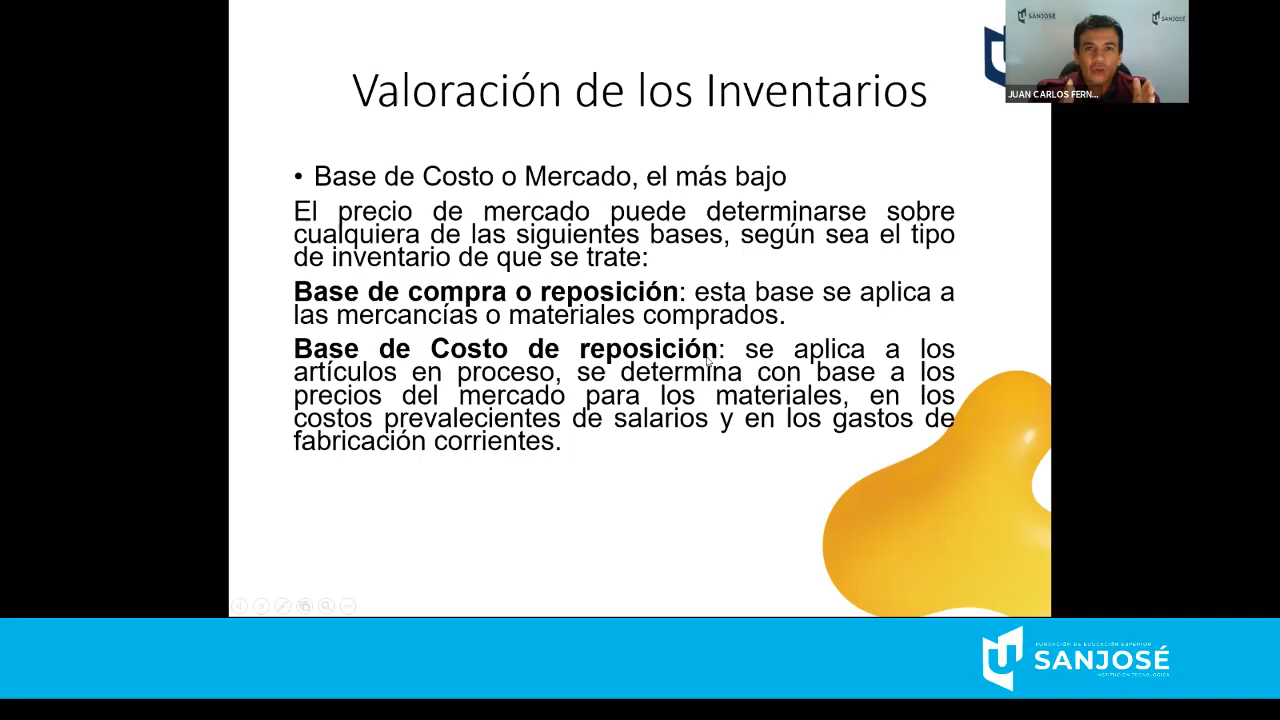 SANJOSÉ
SANJOSÉ
JUAN CARLOS FERN...
Valoración de los Inventarios
• Base de Costo o Mercado, el más bajo
El precio de mercado puede determinarse sobre
cualquiera de las siguientes bases, según sea el tipo
de inventario de que se trate:
Base de compra o reposición: esta base se aplica a
las mercancías o materiales comprados.
Base de Costo de reposición: se aplica a los
artículos en proceso, se determina con base a los
precios del mercado para los materiales, en los
costos prevalecientes de salarios y en los gastos de
fabricación corrientes.
FUNDACIÓN DE EDUCACIÓN SUPERIOR
SANJOSÉ
INSTITUCIÓN TECNOLÓGICA